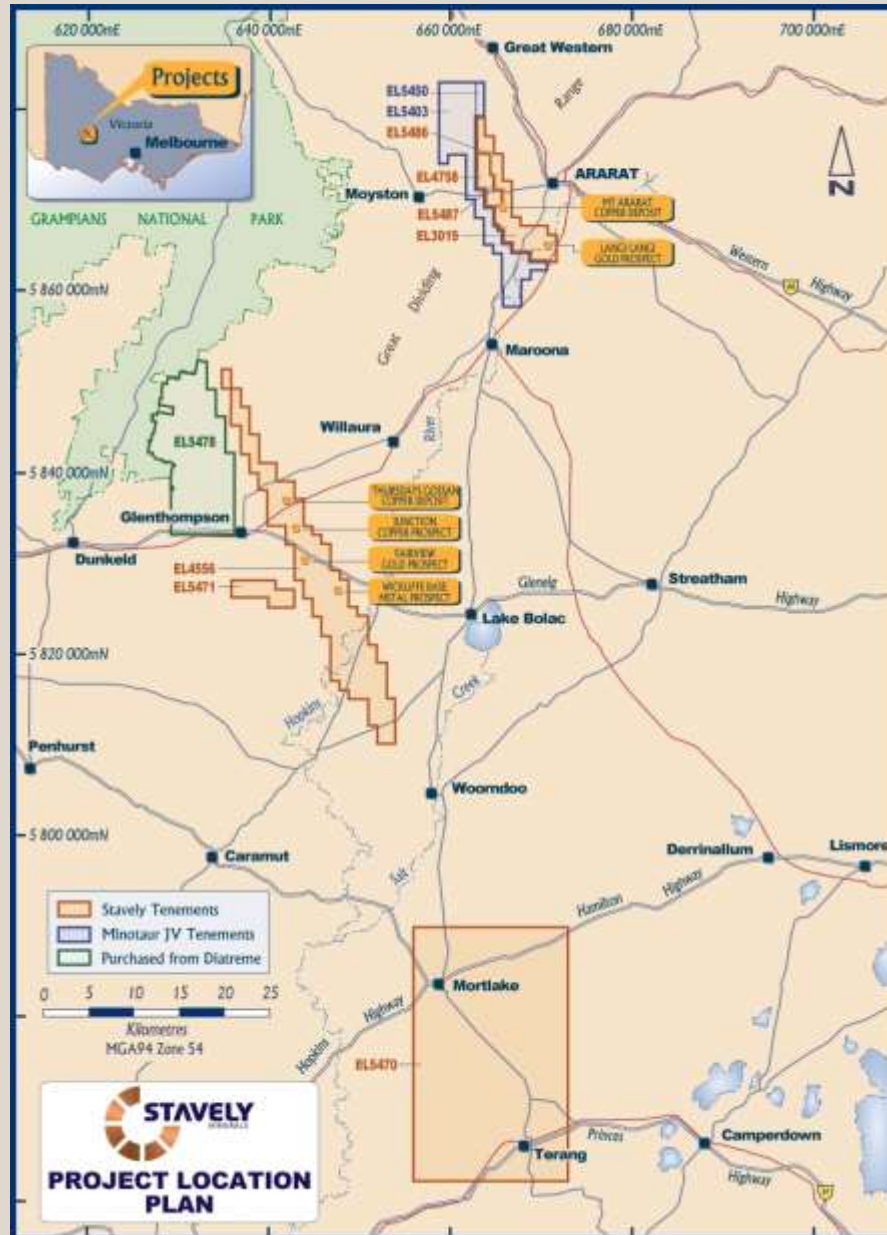 620 000mE
640 000mE
660 000mE
680 000mE
700 000mE
Projects
Victoria
Melbourne
Great Western
Range
EL5450
EL5403
EL5486
EL4758
EL5487
EL3015
ARARAT
Moyston
MT ARARAT
COPPER DEPOSIT
LANGI LANGI
GOLD PROSPECT
N
GRAMPIANS NATIONAL PARK
Western
Highway
5 860 000mN
Great
Dividing
Maroona
Willaura
River
EL5478
5 840 000mN
Glenthompson
Dunkeld
THURSDAYS GOSSAN
COPPER DEPOSIT
JUNCTION
COPPER PROSPECT
FAIRVIEW
GOLD PROSPECT
WICKLIFFE BASE
METAL PROSPECT
EL4556
EL5471
Glenelg
Highway
Streatham
Lake Bolac
5 820 000mN
Hopkins
Creek
Penhurst
Woorndoo
5 800 000mN
Caramut
Salt
Derrinallum
Lismore
Hamilton
Highway
Stavely Tenements
Minotaur JV Tenements
Purchased from Diatreme
0 5 10 15 20 25
Kilometres
MGA94 Zone 54
Mortlake
Hopkins
Highway
EL5470
Terang
Princes
Highway
Camperdown
STAVELY
MINERALS
PROJECT LOCATION
PLAN